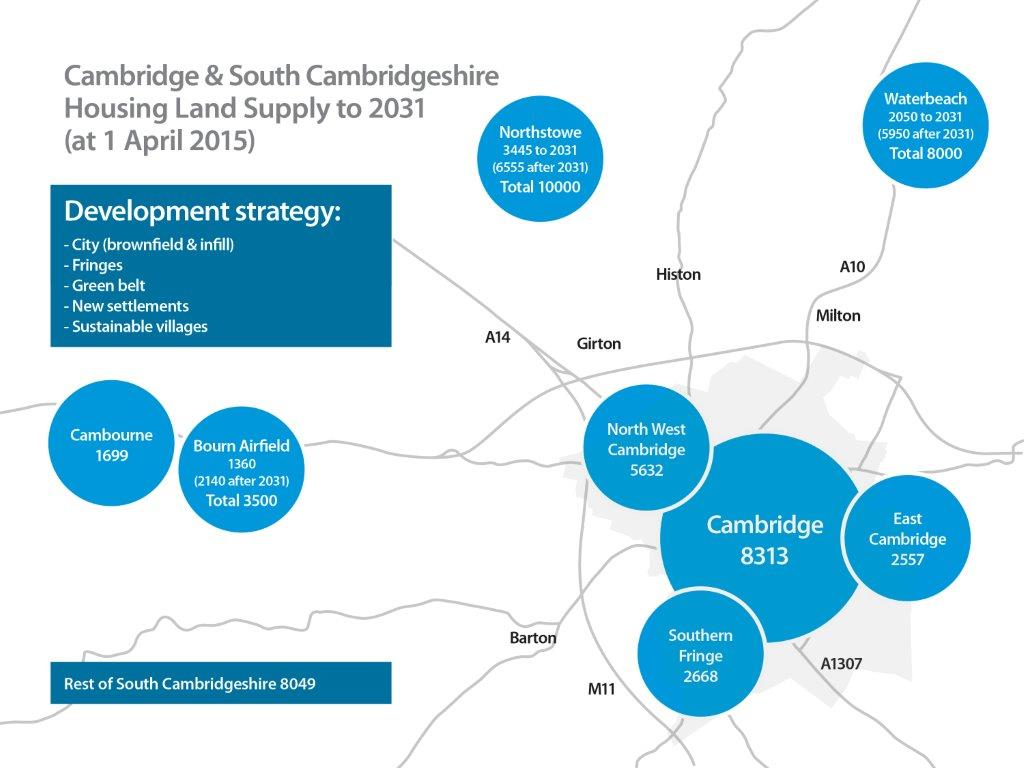 Cambridge & South Cambridgeshire
Housing Land Supply to 2031
(at 1 April 2015)
Development strategy:
- City (brownfield & infill)
- Fringes
- Green belt
- New settlements
- Sustainable villages
Northstowe
3445 to 2031
(6555 after 2031)
Total 10000
Waterbeach
2050 to 2031
(5950 after 2031)
Total 8000
Histon
A10
Milton
A14
Girton
Cambourne
1699
Bourn Airfield
1360
(2140 after 2031)
Total 3500
North West
Cambridge
5632
Cambridge
8313
East
Cambridge
2557
Southern
Fringe
2668
Barton
M11
A1307
Rest of South Cambridgeshire 8049